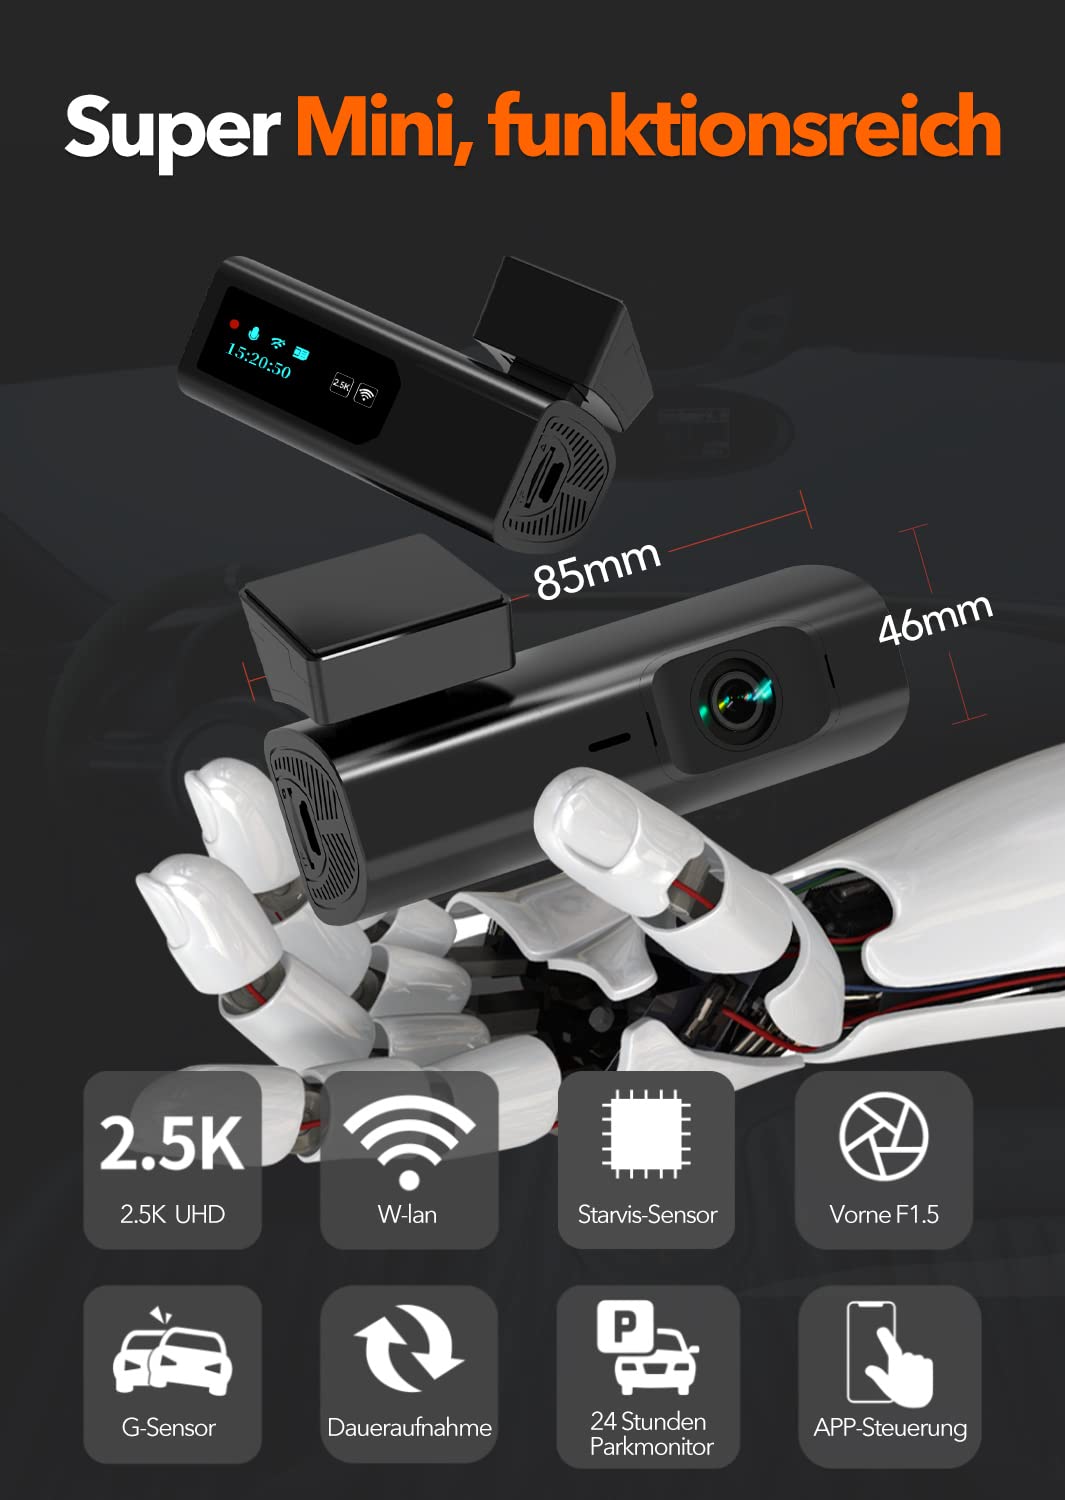 Super Mini, funktionsreich
15:20:50
2.5K
85mm
46mm
2.5K
2.5K UHD
W-lan
Starvis-Sensor
Vorne F1.5
G-Sensor
Daueraufnahme
P
24 Stunden
Parkmonitor
APP-Steuerung